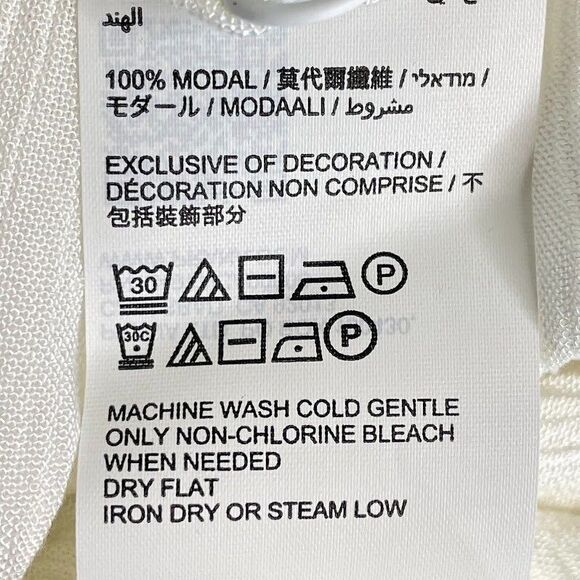 الهند
100% MODAL / 莫代爾纖維 / מודאלי /
モダール / MODAALI / مشروط /
EXCLUSIVE OF DECORATION /
DÉCORATION NON COMPRISE / 不
包括裝飾部分
30 P
30C P
MACHINE WASH COLD GENTLE
ONLY NON-CHLORINE BLEACH
WHEN NEEDED
DRY FLAT
IRON DRY OR STEAM LOW